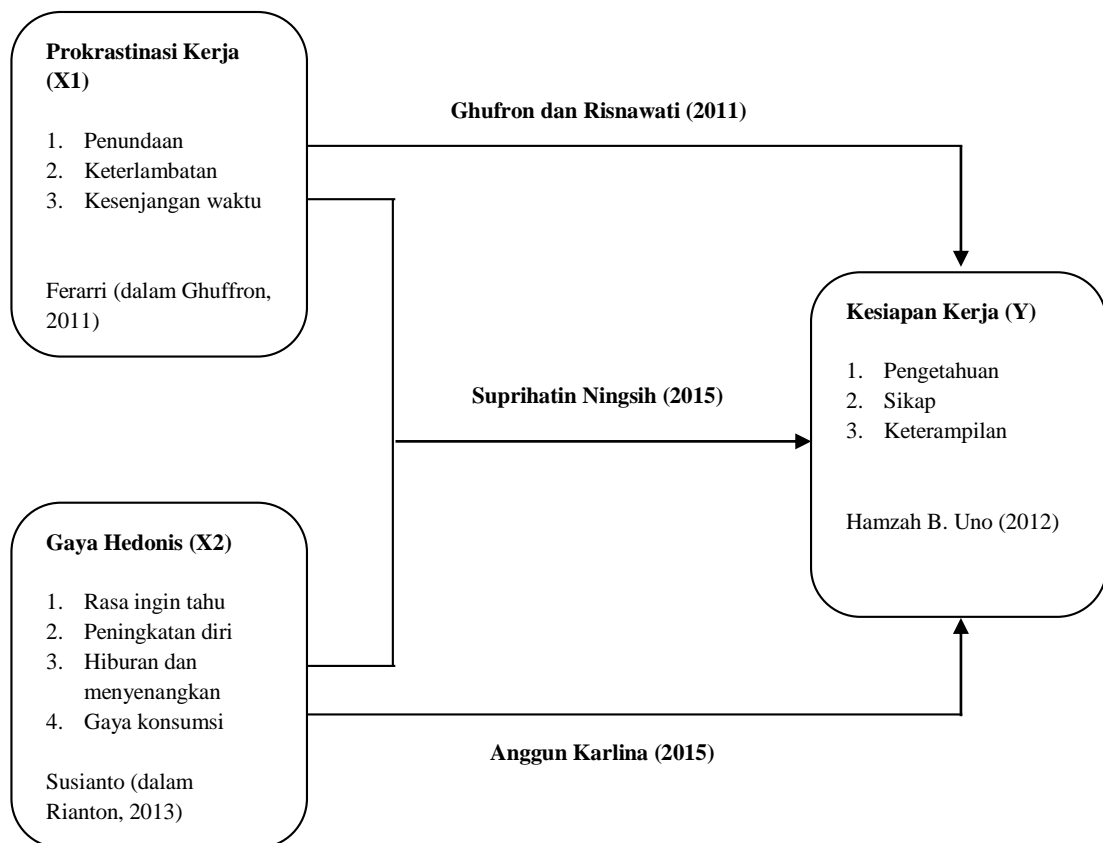 Prokrastinasi Kerja
(X1)
1. Penundaan
2. Keterlambatan
3. Kesenjangan waktu
Ferarri (dalam Ghuffron,
2011)
Ghufron dan Risnawati (2011)
Suprihatin Ningsih (2015)
Kesiapan Kerja (Y)
1. Pengetahuan
2. Sikap
3. Keterampilan
Hamzah B. Uno (2012)
Gaya Hedonis (X2)
1. Rasa ingin tahu
2. Peningkatan diri
3. Hiburan dan
menyenangkan
4. Gaya konsumsi
Susianto (dalam
Rianton, 2013)
Anggun Karlina (2015)